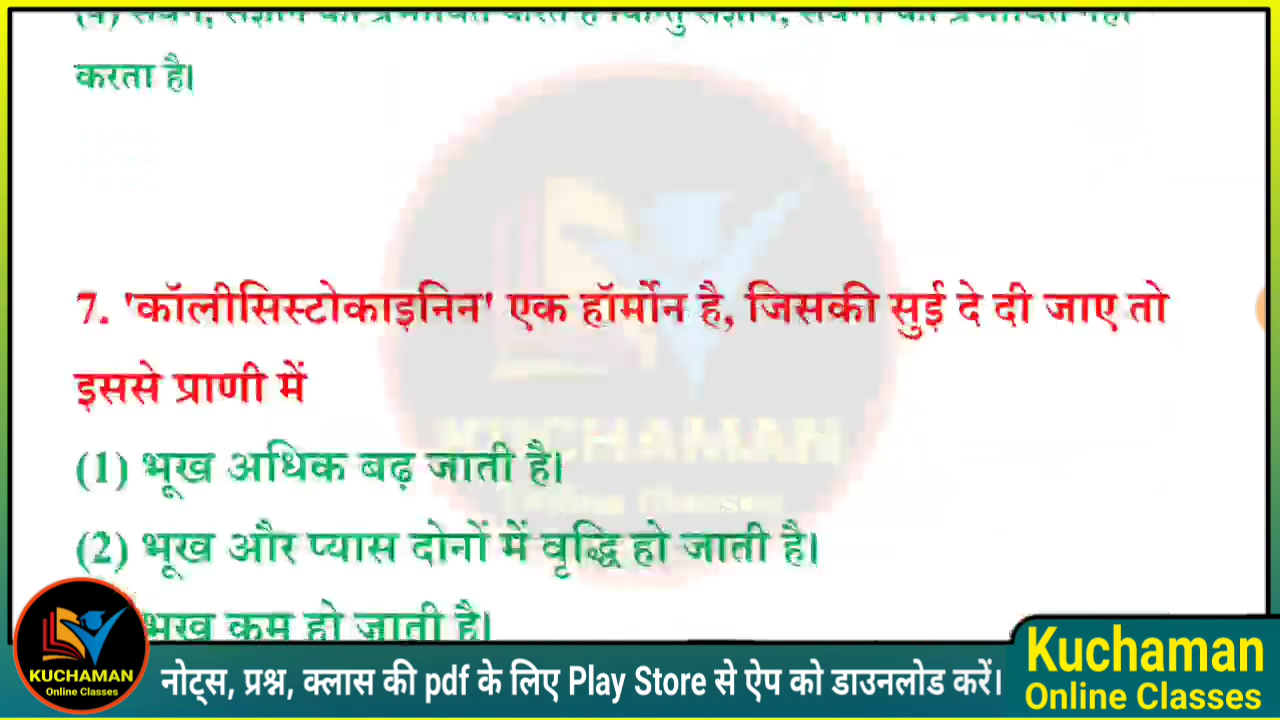 करता है।
7. 'कॉलीसिस्टोकाइनिन' एक हॉर्मोन है, जिसकी सुई दे दी जाए तो
इससे प्राणी में
(1) भूख अधिक बढ़ जाती है।
(2) भूख और प्यास दोनों में वृद्धि हो जाती है।
भूख कम हो जाती है।
KUCHAMAN
KUCHAMAN
Online Classes
नोट्स, प्रश्न, क्लास की pdf के लिए Play Store से ऐप को डाउनलोड करें।
Kuchaman
Online Classes